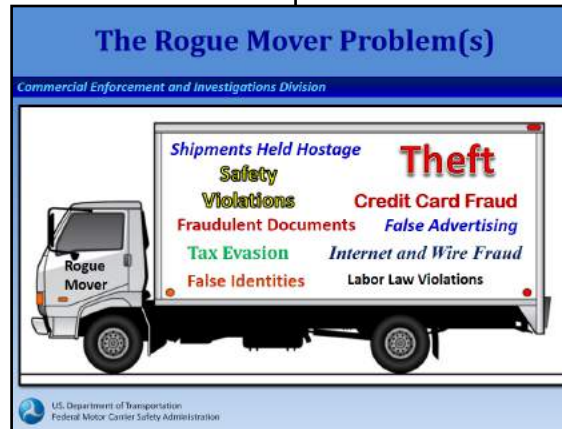 The Rogue Mover Problem(s)
Commercial Enforcement and Investigations Division
Shipments Held Hostage
Theft
Safety
Violations
Credit Card Fraud
Fraudulent Documents
False Advertising
Tax Evasion
Internet and Wire Fraud
False Identities
Labor Law Violations
Rogue
Mover
U.S. Department of Transportation
Federal Motor Carrier Safety Administration